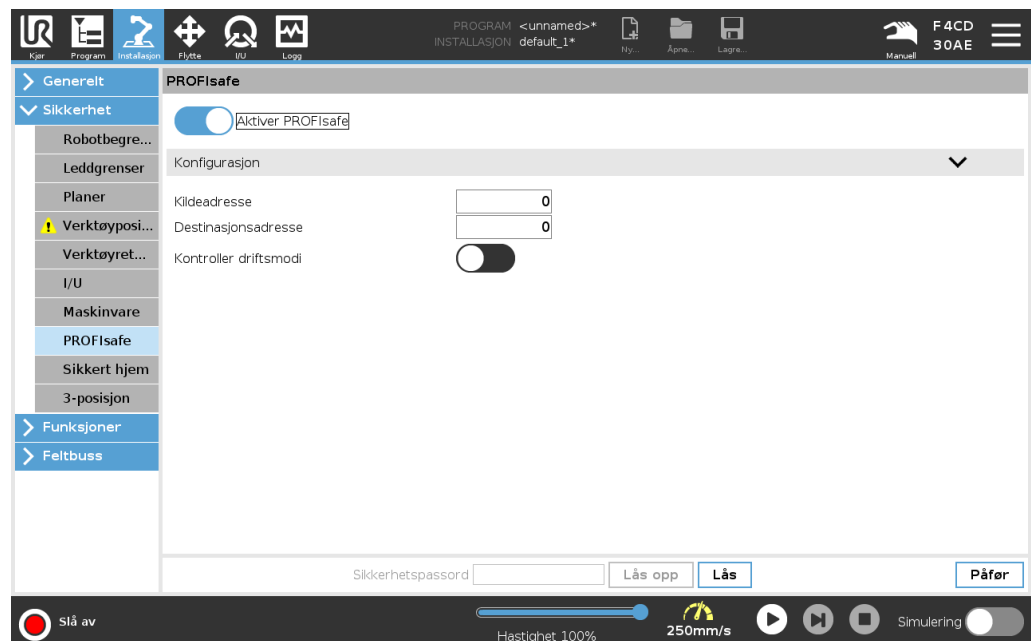 PROGRAM <unnamed>*
INSTALLASJON default_1*
Kjør Program Installasjon Flytte I/U Logg Ny... Åpne... Lagre... Manuell
F4CD
30AE
Generelt
Sikkerhet
Robotbegre...
Leddgrenser
Planer
Verktøyposi...
Verktøyret...
I/U
Maskinvare
PROFIsafe
Sikkert hjem
3-posisjon
Funksjoner
Feltbuss
PROFIsafe
Aktiver PROFIsafe
Konfigurasjon
Kildeadresse 0
Destinasjonsadresse 0
Kontroller driftsmodi
Sikkerhetspassord Lås opp Lås Påfør
Slå av
Hastighet 100%
250mm/s
Simulering